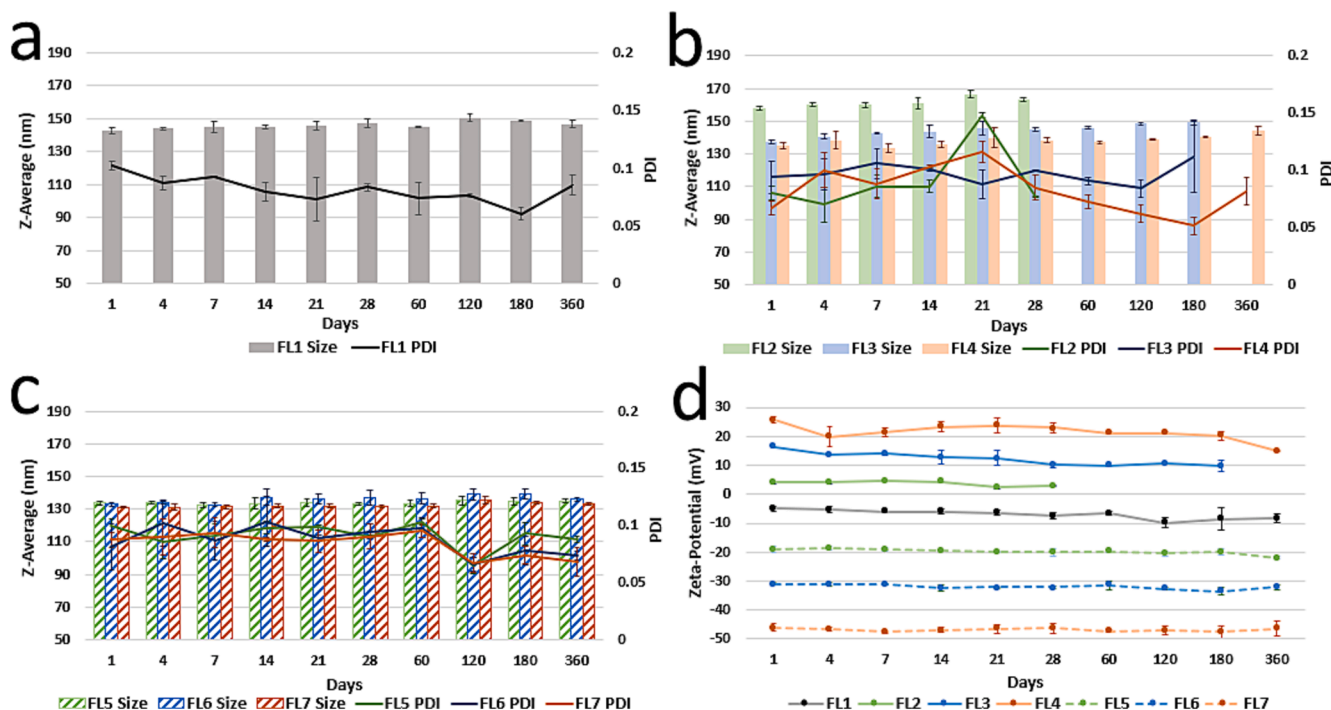 a
190
170
150
130
110
90
70
50
Z-Average (nm)
0.2
0.15
0.1
0.05
0
PDI
1 4 7 14 21 28 60 120 180 360
Days
FL1 Size FL1 PDI
b
190
170
150
130
110
90
70
50
Z-Average (nm)
0.2
0.15
0.1
0.05
0
PDI
1 4 7 14 21 28 60 120 180 360
Days
FL2 Size FL3 Size FL4 Size FL2 PDI FL3 PDI FL4 PDI
c
190
170
150
130
110
90
70
50
Z-Average (nm)
0.2
0.15
0.1
0.05
0
PDI
1 4 7 14 21 28 60 120 180 360
Days
FL5 Size FL6 Size FL7 Size FL5 PDI FL6 PDI FL7 PDI
d
30
20
10
0
-10
-20
-30
-40
-50
Zeta-Potential (mV)
1 4 7 14 21 28 60 120 180 360
Days
FL1 FL2 FL3 FL4 FL5 FL6 FL7